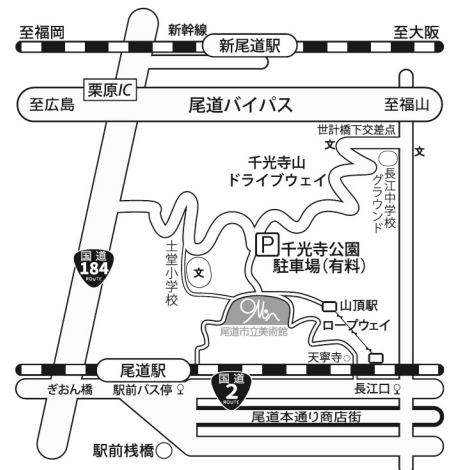 至福岡
新幹線
新尾道駅
至大阪
栗原IC
至広島
尾道バイパス
至福山
世計橋下交差点
文
文
千光寺山
ドライブウェイ
長江中学校
グラウンド
P
千光寺公園
駐車場(有料)
土堂小学校
文
国道
184
ROUTE
山頂駅
ロープウェイ
尾道市立美術館
天寧寺
尾道駅
国道
2
ROUTE
ぎおん橋
駅前バス停
長江口
尾道本通り商店街
駅前桟橋